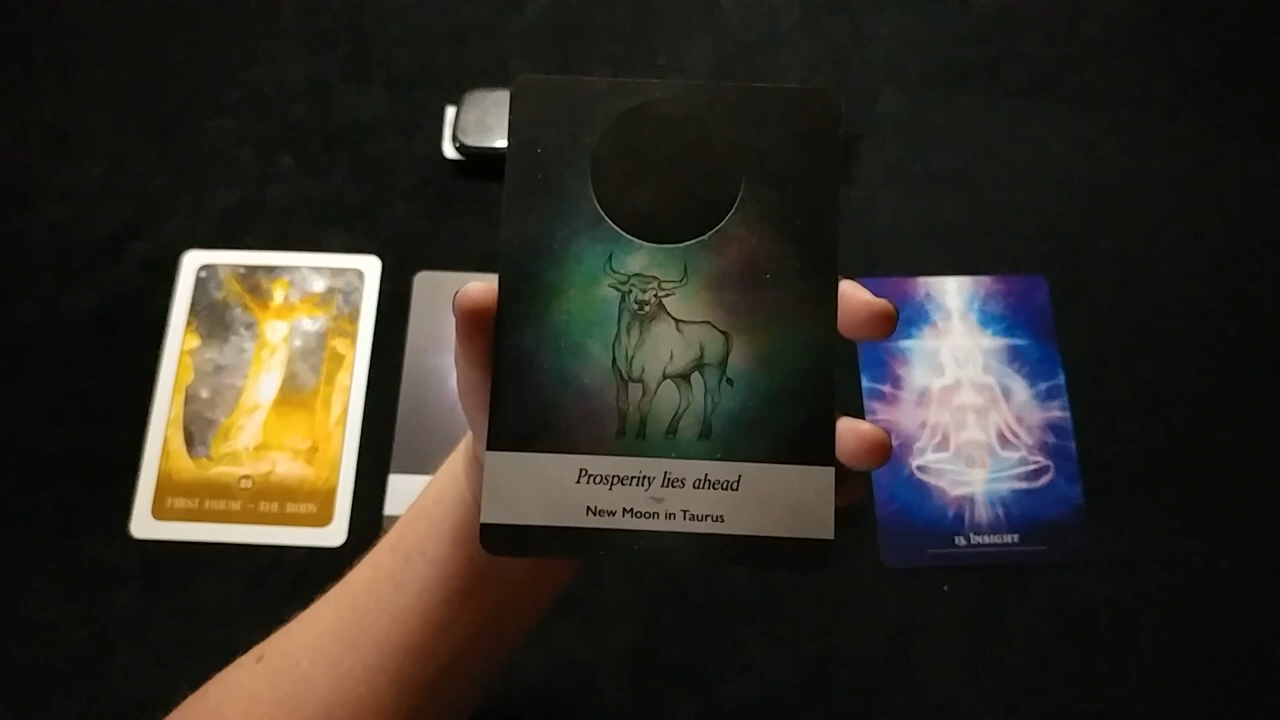 Prosperity lies ahead
New Moon in Taurus
FIRST HOUSE - THE BODY
13. INSIGHT